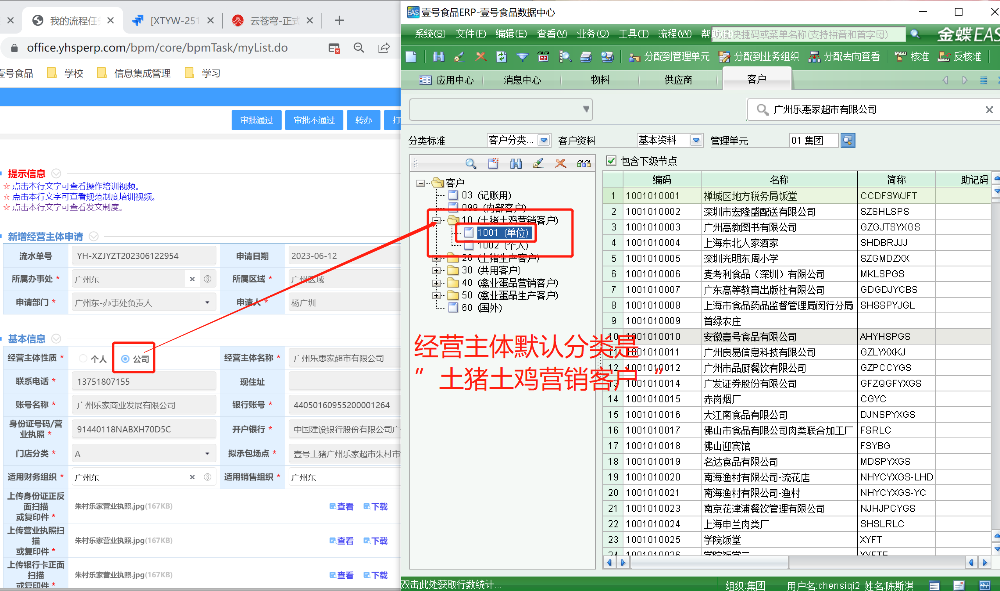 我的流程任务
[XTYW-251
云苍穹-正式
office.yhsperp.com/bpm/core/bpmTask/myList.do
壹号食品
学校
信息集成管理
学习
审批通过
审批不通过
转办
打
提示信息
☆ 点击本行文字可查看操作培训视频。
☆ 点击本行文字可查看规范制度培训视频。
☆ 点击本行文字可查看发文制度。
新增经营主体申请
流水单号 YH-XZJYZT202306122954 申请日期 2023-06-12
所属办事处 * 广州东 所属区域 * 广州区域
申请部门 * 广州东-办事处负责人 申请人 * 杨广圳
基本信息
经营主体性质 * 个人 公司 经营主体名称 * 广州乐惠家超市有限公司
联系电话 * 13751807155 现住址
账号名称 * 广州乐家商业发展有限公司 银行账号 * 44050160955200001264
身份证号码/营
业执照 * 91440118NABXH70D5C 开户银行 * 中国建设银行股份有限公司广
门店分类 * A 拟承包场点 * 壹号土猪广州乐家超市朱村市
适用财务组织 * 广州东 适用销售组织 * 广州东
上传身份证正反
面扫描
或复印件 * 朱村乐家营业执照.jpg(167KB) 查看 下载
上传营业执照扫
描
或复印件 * 朱村乐家营业执照.jpg(167KB) 查看 下载
上传银行卡正面
扫描
或复印件 * 朱村乐家营业执照.jpg(167KB) 查看 下载
EAS 壹号食品ERP-壹号食品数据中心
系统(S) 文件(F) 编辑(E) 查看(V) 业务(O) 工具(T) 流程(W) 帮助
快捷码或菜单名称(支持拼音和首字母)
金蝶EAS
分配到管理单元 分配到业务组织 分配去向查看 核准 反核准
应用中心 消息中心 物料 供应商 客户
广州乐惠家超市有限公司
分类标准 客户分类... 客户资料 基本资料 管理单元 01 集团
包含下级节点
客户
03 (记账用)
099 (内部客户)
10 (土猪土鸡营销客户)
1001 (单位)
1002 (个人)
20 (土猪生产客户)
30 (共用客户)
40 (禽业蛋品营销客户)
50 (禽业蛋品生产客户)
60 (国外)
经营主体默认分类是
”土猪土鸡营销客户“
编码 名称 简称 助记码
1 1001010001 禅城区地方税务局饭堂 CCDFSWJFT
2 1001010002 深圳市宏隆盛配送有限公司 SZSHLSPS
3 1001010003 广州高教图书有限公司 GZGJTSYXGS
4 1001010004 上海东北人家酒家 SHDBRJJJ
5 1001010005 深圳光明东周小学 SZGMDZXX
6 1001010006 麦考利食品（深圳）有限公司 MKLSPGS
7 1001010007 广东高等教育出版社有限公司 GDGDJYCBS
8 1001010008 上海市食品药品监督管理局闵行分局 SHSSPYJGL
9 1001010009 首绿农庄
10 1001010010 安徽壹号食品有限公司 AHYHSPGS
11 1001010011 广州良易信息科技有限公司 GZLYXXKJ
12 1001010012 广州市品厨餐饮有限公司 GZPCCYGS
13 1001010014 广发证券股份有限公司 GFZQGFYXGS
14 1001010015 赤岗烟厂 CGYC
15 1001010016 大江南食品有限公司 DJNSPYXGS
16 1001010017 佛山市食品有限公司肉类联合加工厂 FSRLC
17 1001010018 佛山迎宾馆 FSYBG
18 1001010019 名达食品有限公司 MDSPYXGS
19 1001010020 南海渔村有限公司-流花店 NHYCYXGS-LHD
20 1001010021 南海渔村有限公司-渔村 NHYCYXGS-YC
21 1001010023 南京花津浦餐饮管理有限公司 NJHJPCYGS
22 1001010024 上海申兰肉类厂 SHSLRLC
23 1001010025 学院饭堂 XYFT
24 1001010026 学院饭堂二 XYFTE
双击此处获取行数统计...
组织:集团 用户名:chensiqi2 姓名:陈斯淇